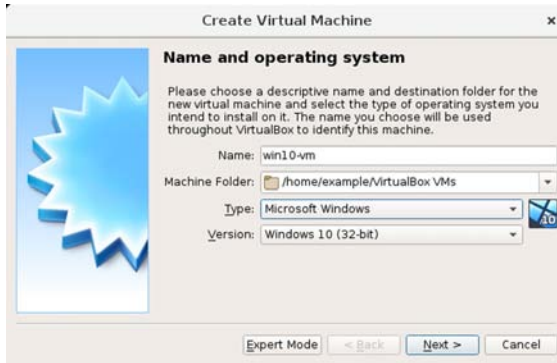 Create Virtual Machine
Name and operating system
Please choose a descriptive name and destination folder for the
new virtual machine and select the type of operating system you
intend to install on it. The name you choose will be used
throughout VirtualBox to identify this machine.
Name: win10-vm
Machine Folder: /home/example/VirtualBox VMs
Type: Microsoft Windows
10
Version: Windows 10 (32-bit)
Expert Mode < Back Next > Cancel